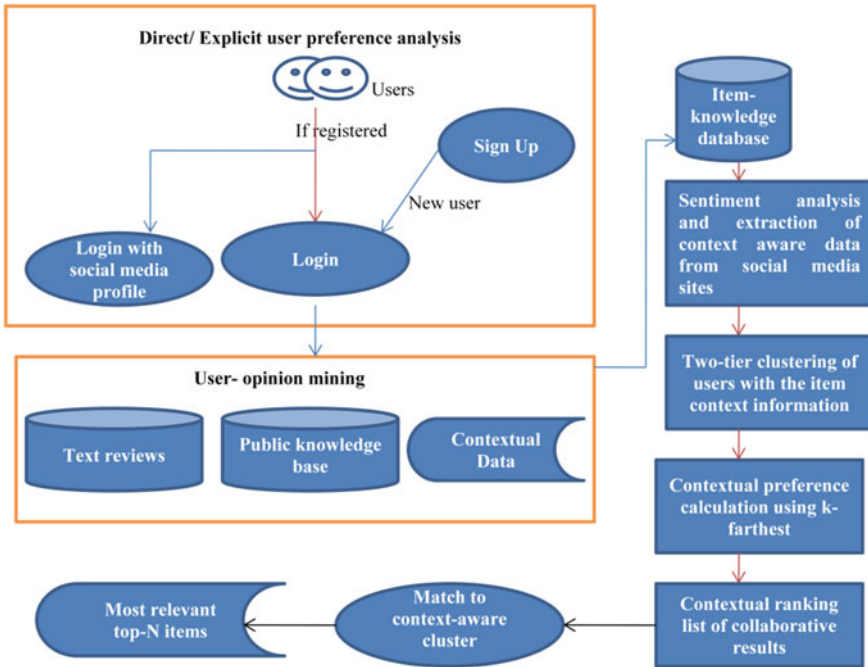 Direct/ Explicit user preference analysis
Users
If registered
Sign Up
New user
Login with
social media
profile
Login
User- opinion mining
Text reviews
Public knowledge
base
Contextual
Data
Item-
knowledge
database
Sentiment analysis
and extraction of
context aware data
from social media
sites
Two-tier clustering of
users with the item
context information
Contextual preference
calculation using k-
farthest
Contextual ranking
list of collaborative
results
Match to
context-aware
cluster
Most relevant
top-N items